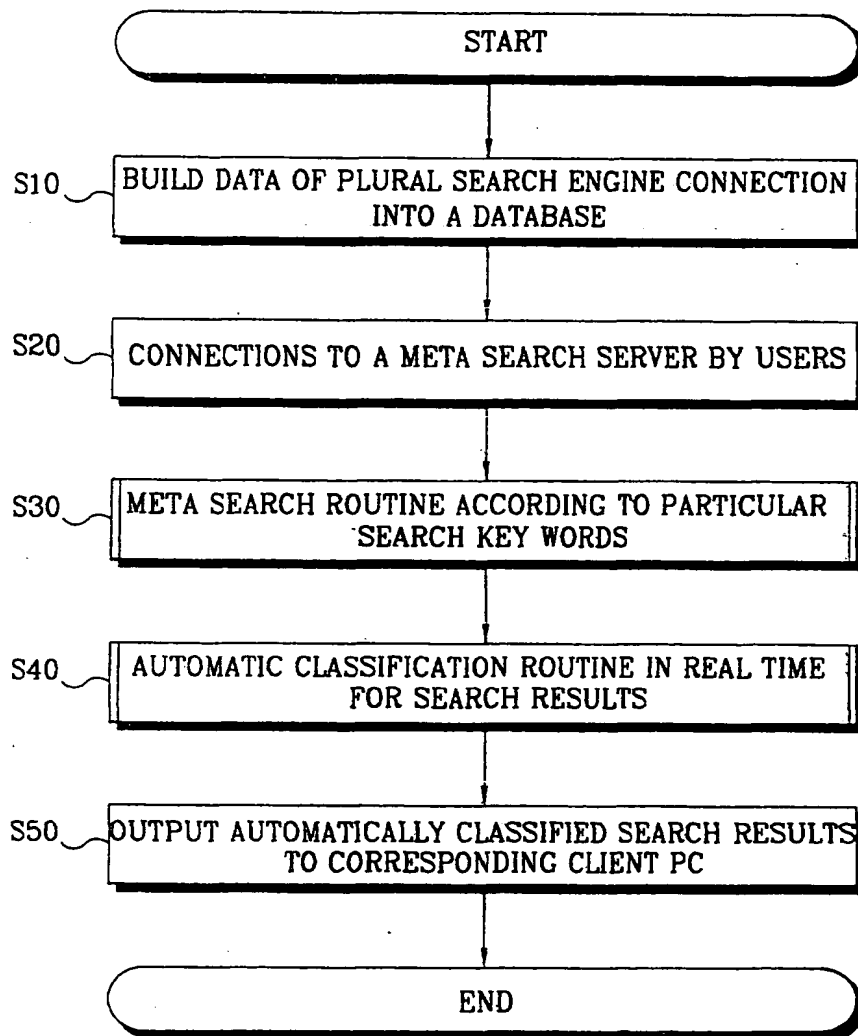 START
S10
BUILD DATA OF PLURAL SEARCH ENGINE CONNECTION
INTO A DATABASE
S20
CONNECTIONS TO A META SEARCH SERVER BY USERS
S30
META SEARCH ROUTINE ACCORDING TO PARTICULAR
SEARCH KEY WORDS
S40
AUTOMATIC CLASSIFICATION ROUTINE IN REAL TIME
FOR SEARCH RESULTS
S50
OUTPUT AUTOMATICALLY CLASSIFIED SEARCH RESULTS
TO CORRESPONDING CLIENT PC
END